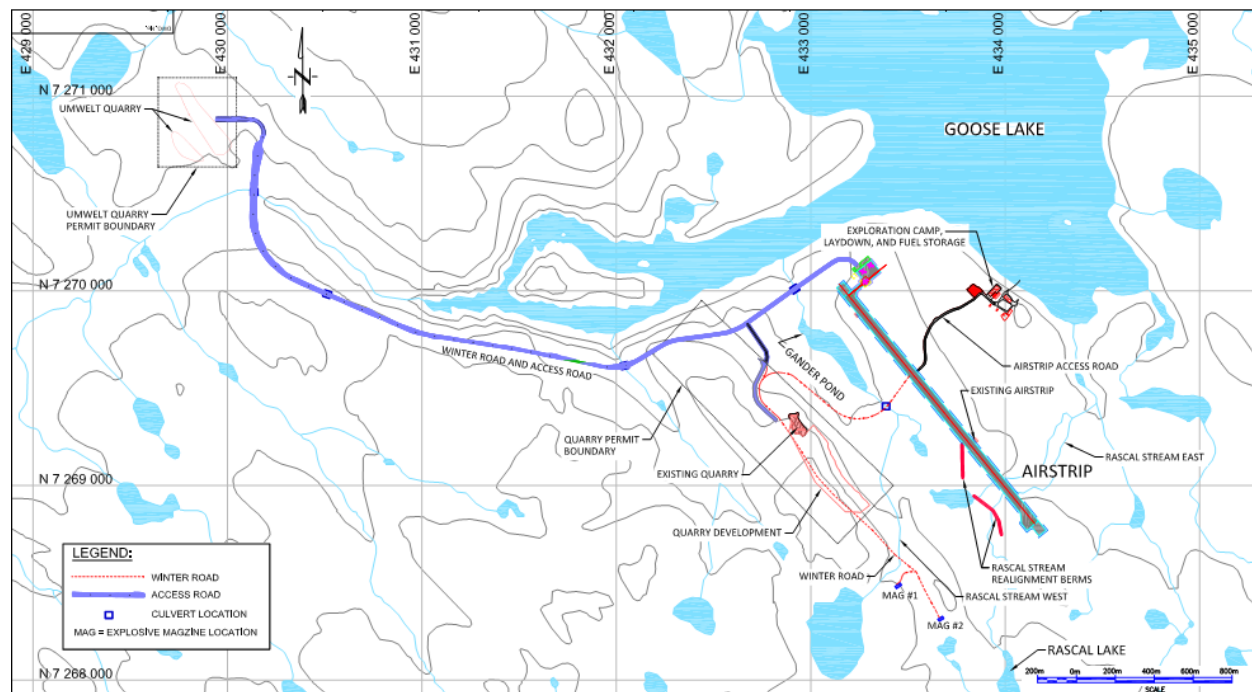 E 429 000
E 430 000
E 431 000
E 432 000
E 433 000
E 434 000
E 435 000
N
N 7 271 000
UMWELT QUARRY
GOOSE LAKE
UMWELT QUARRY
PERMIT BOUNDARY
EXPLORATION CAMP,
LAYDOWN, AND FUEL STORAGE
N 7 270 000
WINTER ROAD AND ACCESS ROAD
GANDER POND
AIRSTRIP ACCESS ROAD
EXISTING AIRSTRIP
QUARRY PERMIT
BOUNDARY
RASCAL STREAM EAST
EXISTING QUARRY
AIRSTRIP
N 7 269 000
QUARRY DEVELOPMENT
LEGEND:
WINTER ROAD
ACCESS ROAD
CULVERT LOCATION
MAG = EXPLOSIVE MAGZINE LOCATION
WINTER ROAD
RASCAL STREAM
REALIGNMENT BERMS
MAG #1
RASCAL STREAM WEST
MAG #2
RASCAL LAKE
N 7 268 000
200m 0m 200m 400m 600m 800m
SCALE